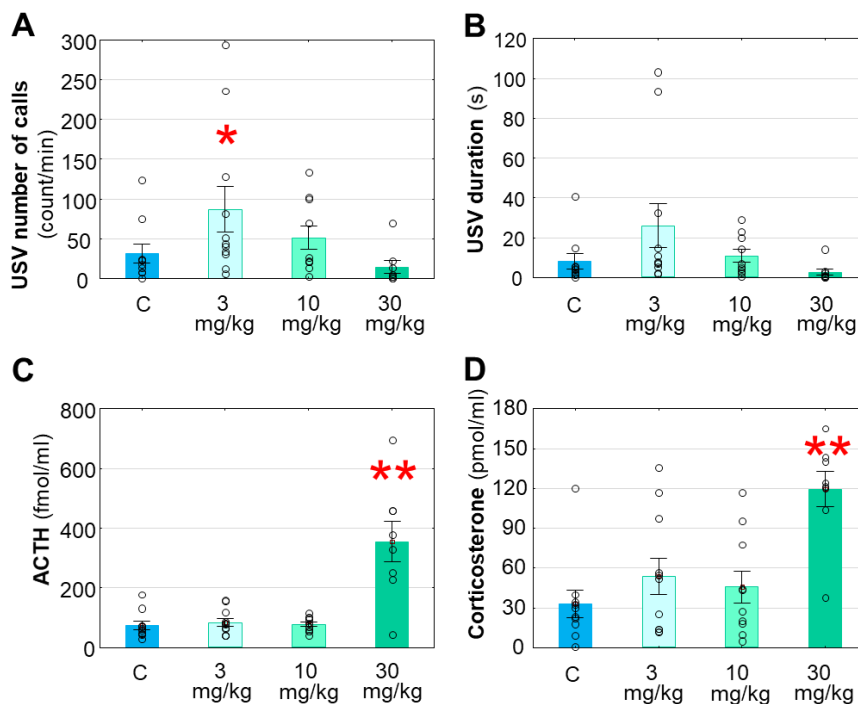 A
USV number of calls
(count/min)
300
250
200
150
100
50
0
*
C
3
mg/kg
10
mg/kg
30
mg/kg
B
USV duration (s)
120
100
80
60
40
20
0
C
3
mg/kg
10
mg/kg
30
mg/kg
C
ACTH (fmol/ml)
800
600
400
200
0
**
C
3
mg/kg
10
mg/kg
30
mg/kg
D
Corticosterone (pmol/ml)
180
150
120
90
60
30
0
**
C
3
mg/kg
10
mg/kg
30
mg/kg